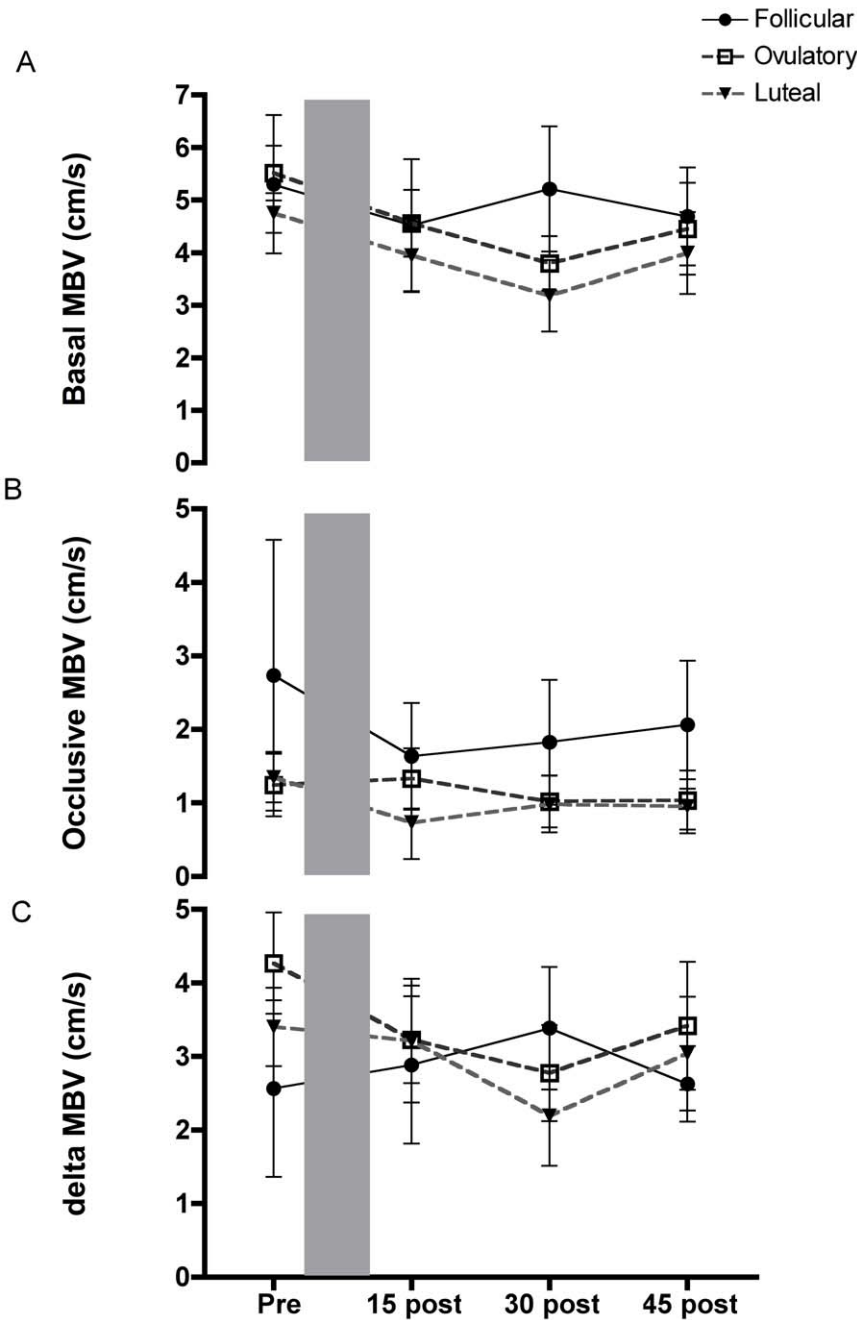 Follicular
Ovulatory
Luteal
A
Basal MBV (cm/s)
7
6
5
4
3
2
1
0
B
Occlusive MBV (cm/s)
5
4
3
2
1
0
C
delta MBV (cm/s)
5
4
3
2
1
0
Pre 15 post 30 post 45 post